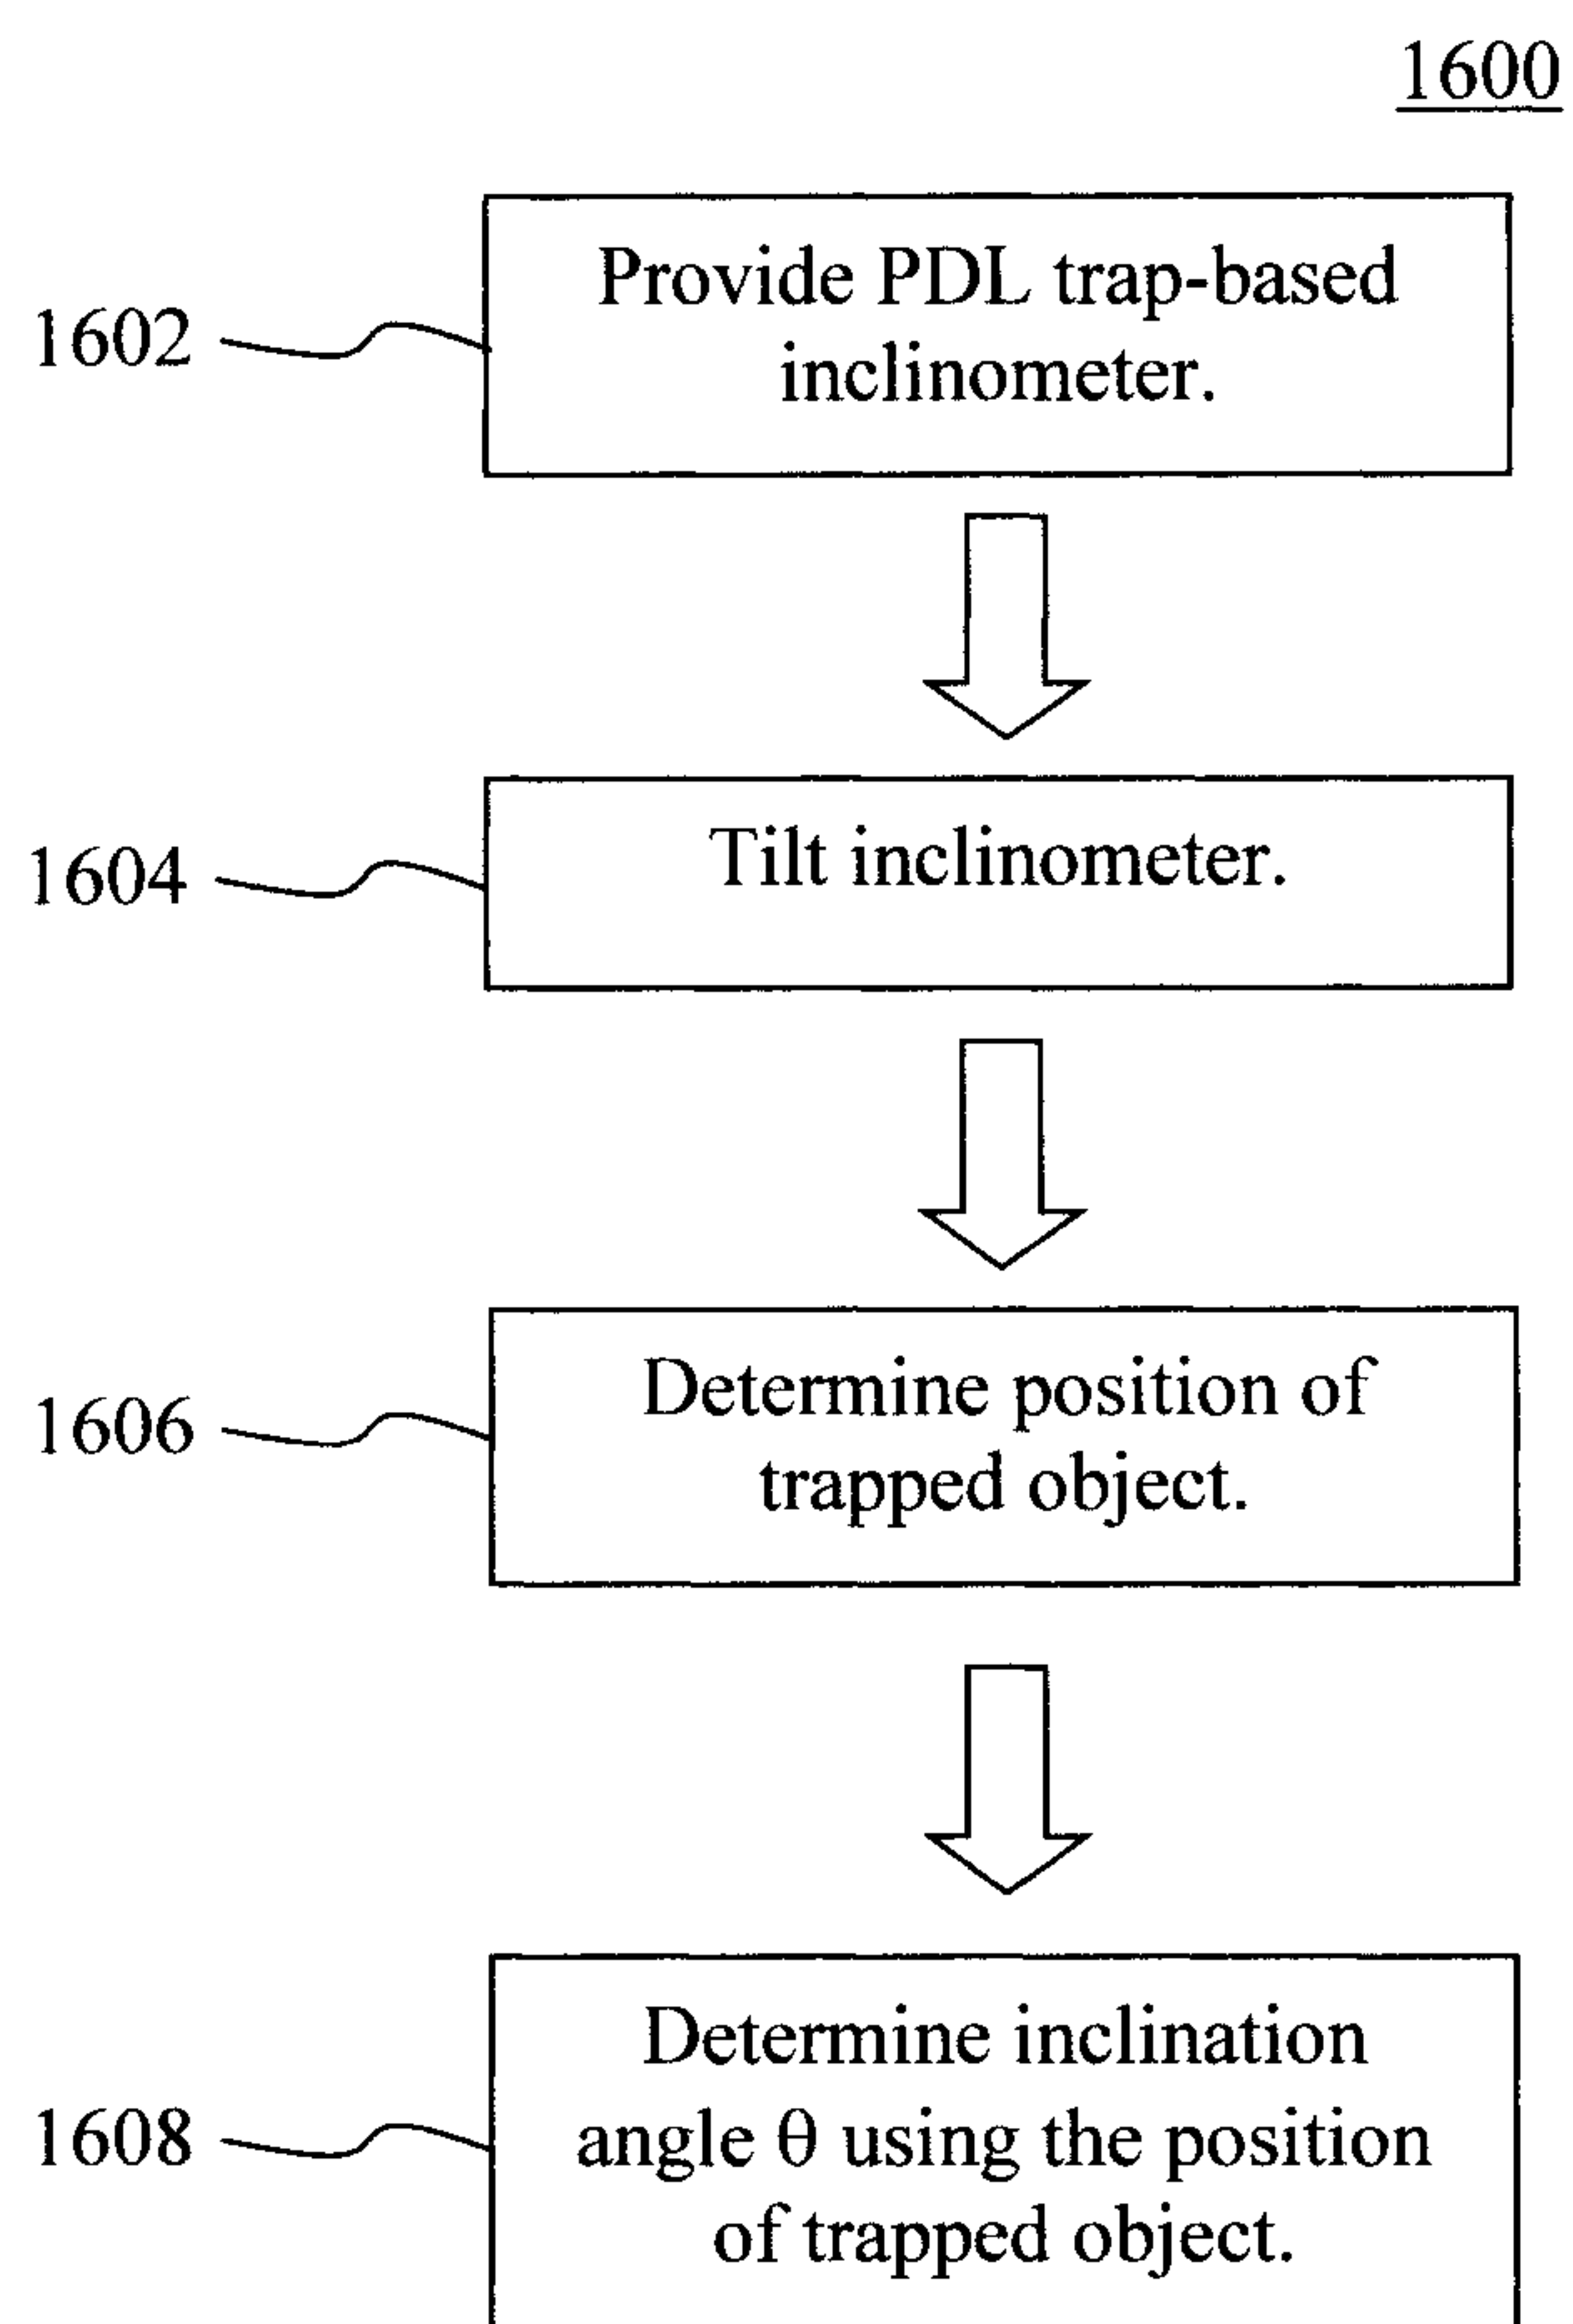 1600
1602
Provide PDL trap-based
inclinometer.
1604
Tilt inclinometer.
1606
Determine position of
trapped object.
1608
Determine inclination
angle θ using the position
of trapped object.